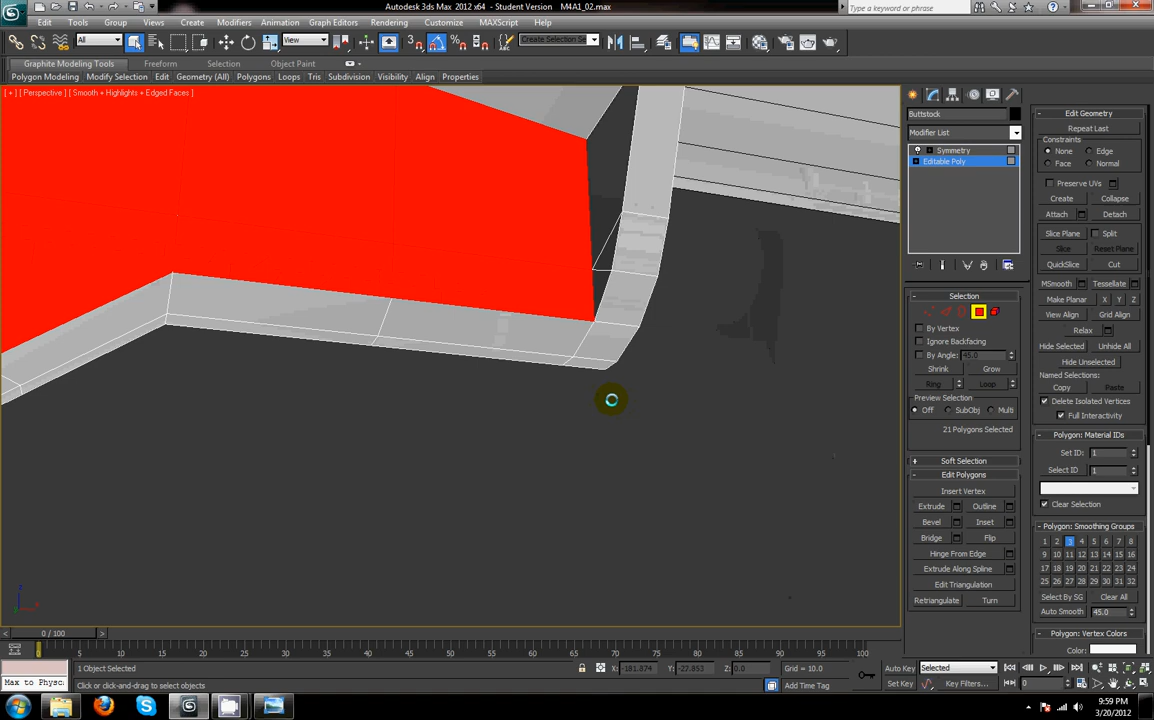 Autodesk 3ds Max 2012 x64 - Student Version M4A1_02.max
Type a keyword or phrase
Edit Tools Group Views Create Modifiers Animation Graph Editors Rendering Customize MAXScript Help
All View Create Selection Se
Graphite Modeling Tools Freeform Selection Object Paint
Polygon Modeling Modify Selection Edit Geometry (All) Polygons Loops Tris Subdivision Visibility Align Properties
[ + ] [ Perspective ] [ Smooth + Highlights + Edged Faces ]
Buttstock
Modifier List
Symmetry
Editable Poly
Selection
By Vertex
Ignore Backfacing
By Angle: 45.0
Shrink Grow
Ring Loop
Preview Selection
Off SubObj Multi
21 Polygons Selected
Soft Selection
Edit Polygons
Insert Vertex
Extrude Outline
Bevel Inset
Bridge Flip
Hinge From Edge
Extrude Along Spline
Edit Triangulation
Retriangulate Turn
Edit Geometry
Repeat Last
Constraints
None Edge
Face Normal
Preserve UVs
Create Collapse
Attach Detach
Slice Plane Split
Slice Reset Plane
QuickSlice Cut
MSmooth Tessellate
Make Planar X Y Z
View Align Grid Align
Relax
Hide Selected Unhide All
Hide Unselected
Named Selections:
Copy Paste
Delete Isolated Vertices
Full Interactivity
Polygon: Material IDs
Set ID: 1
Select ID 1
Clear Selection
Polygon: Smoothing Groups
1 2 3 4 5 6 7 8
9 10 11 12 13 14 15 16
17 18 19 20 21 22 23 24
25 26 27 28 29 30 31 32
Select By SG Clear All
Auto Smooth 45.0
Polygon: Vertex Colors
Color:
0 / 100
0 5 10 15 20 25 30 35 40 45 50 55 60 65 70 75 80 85 90 95 100
1 Object Selected X: -181.874 Y: -27.853 Z: 0.0 Grid = 10.0 Auto Key Selected
Max to Physc Click or click-and-drag to select objects Add Time Tag Set Key Key Filters... 0
9:59 PM
3/20/2012